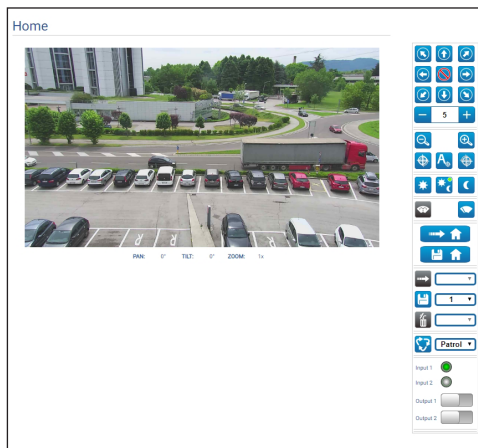 Home
5
A
PAN: 0° TILT: 0° ZOOM: 1x
1
Patrol
Input 1
Input 2
Output 1
Output 2